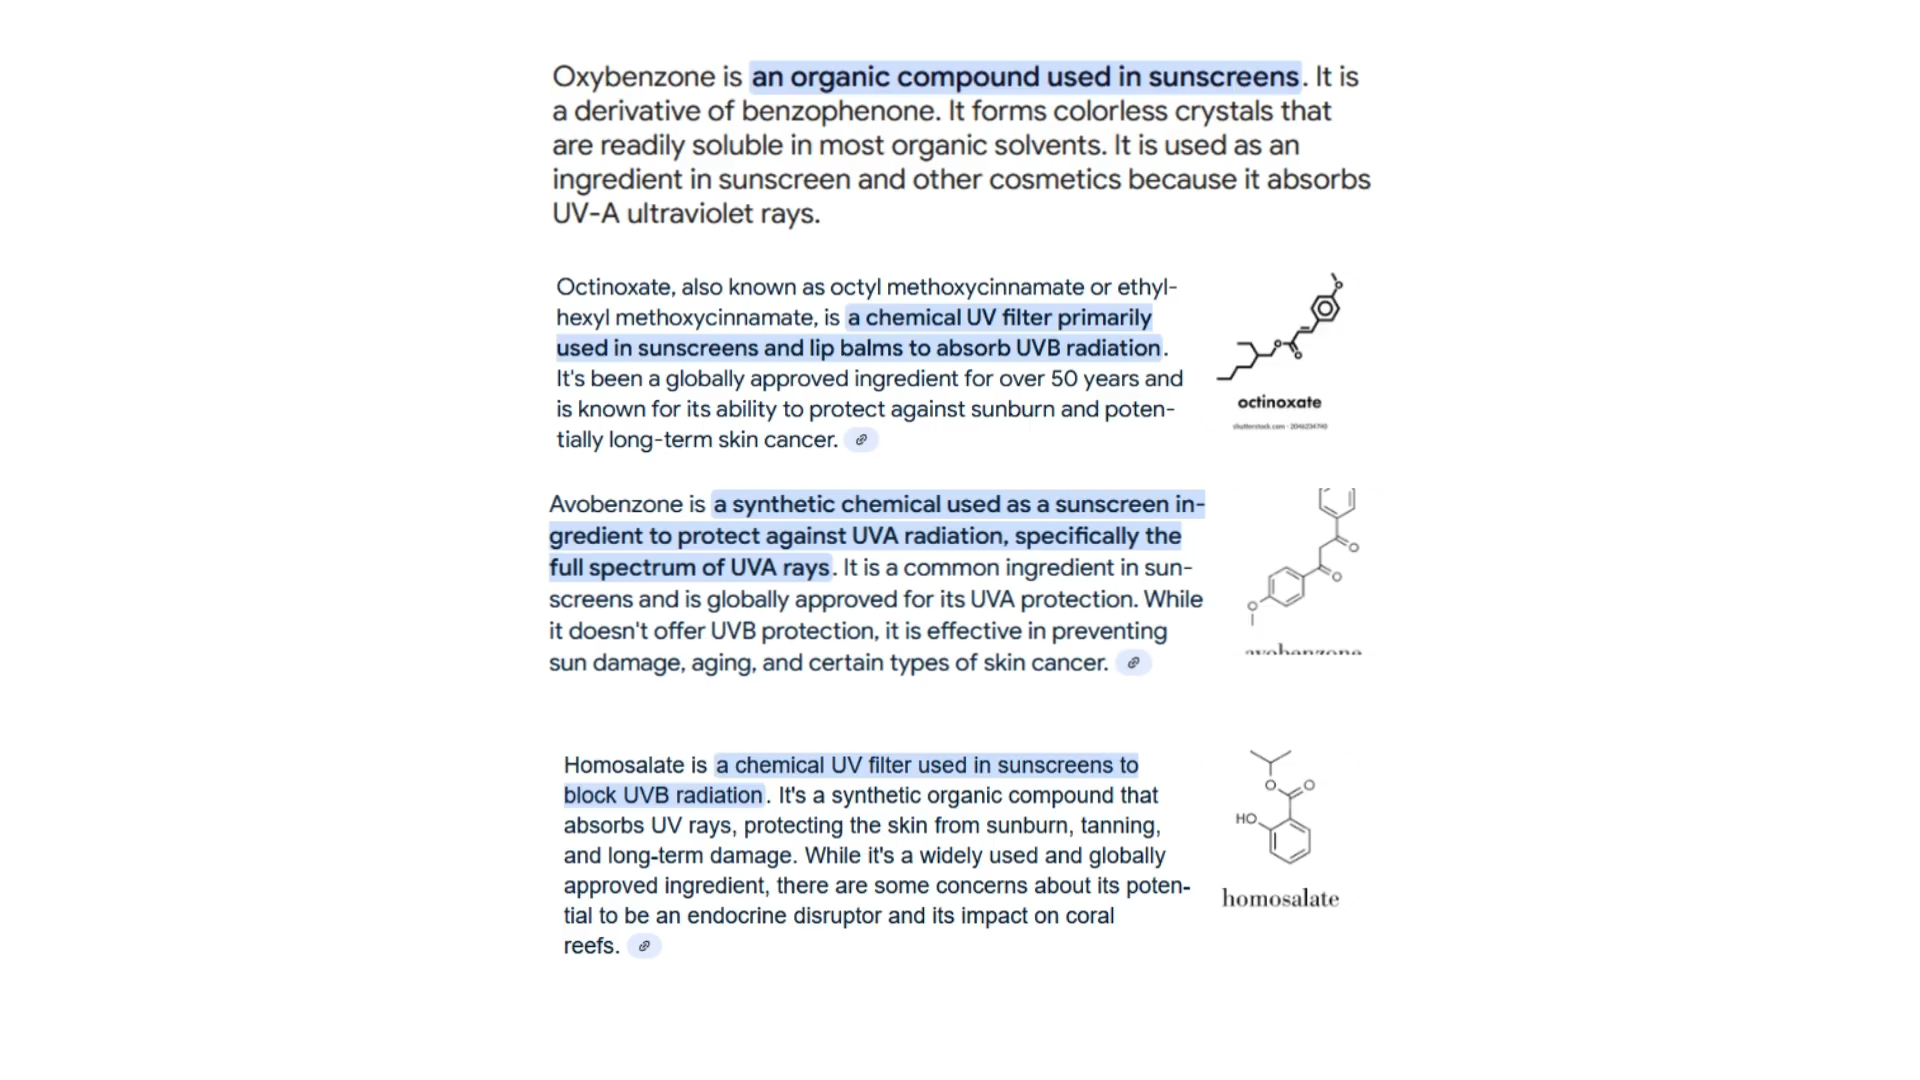 Oxybenzone is an organic compound used in sunscreens. It is
a derivative of benzophenone. It forms colorless crystals that
are readily soluble in most organic solvents. It is used as an
ingredient in sunscreen and other cosmetics because it absorbs
UV-A ultraviolet rays.
Octinoxate, also known as octyl methoxycinnamate or ethyl-
hexyl methoxycinnamate, is a chemical UV filter primarily
used in sunscreens and lip balms to absorb UVB radiation.
It's been a globally approved ingredient for over 50 years and
is known for its ability to protect against sunburn and poten-
tially long-term skin cancer.
O
O
O
octinoxate
shutterstock.com · 2046234740
Avobenzone is a synthetic chemical used as a sunscreen in-
gredient to protect against UVA radiation, specifically the
full spectrum of UVA rays. It is a common ingredient in sun-
screens and is globally approved for its UVA protection. While
it doesn't offer UVB protection, it is effective in preventing
sun damage, aging, and certain types of skin cancer.
O
O
O
avobenzone
Homosalate is a chemical UV filter used in sunscreens to
block UVB radiation. It's a synthetic organic compound that
absorbs UV rays, protecting the skin from sunburn, tanning,
and long-term damage. While it's a widely used and globally
approved ingredient, there are some concerns about its poten-
tial to be an endocrine disruptor and its impact on coral
reefs.
O O
HO
homosalate